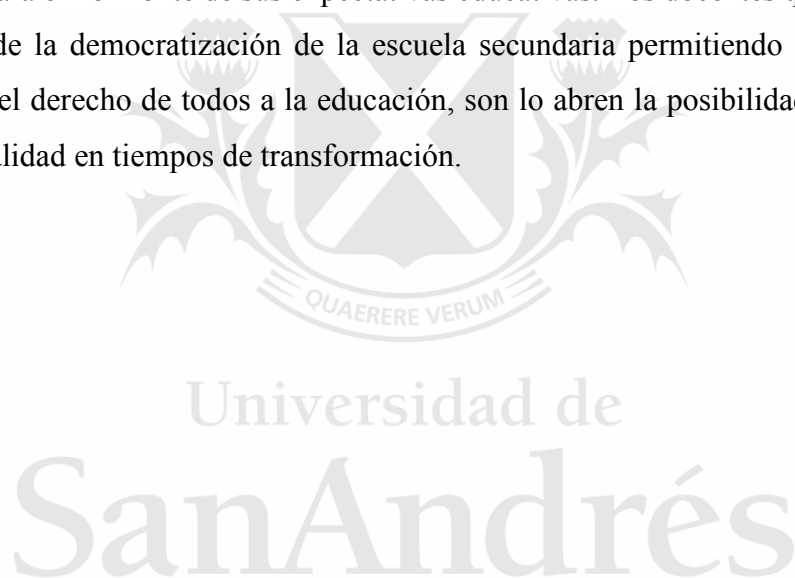 de la democratización de la escuela secundaria permitiendo
el derecho de todos a la educación, son lo abren la posibilidad
alidad en tiempos de transformación.
QUAERERE VERUM
Universidad de
SanAndrés